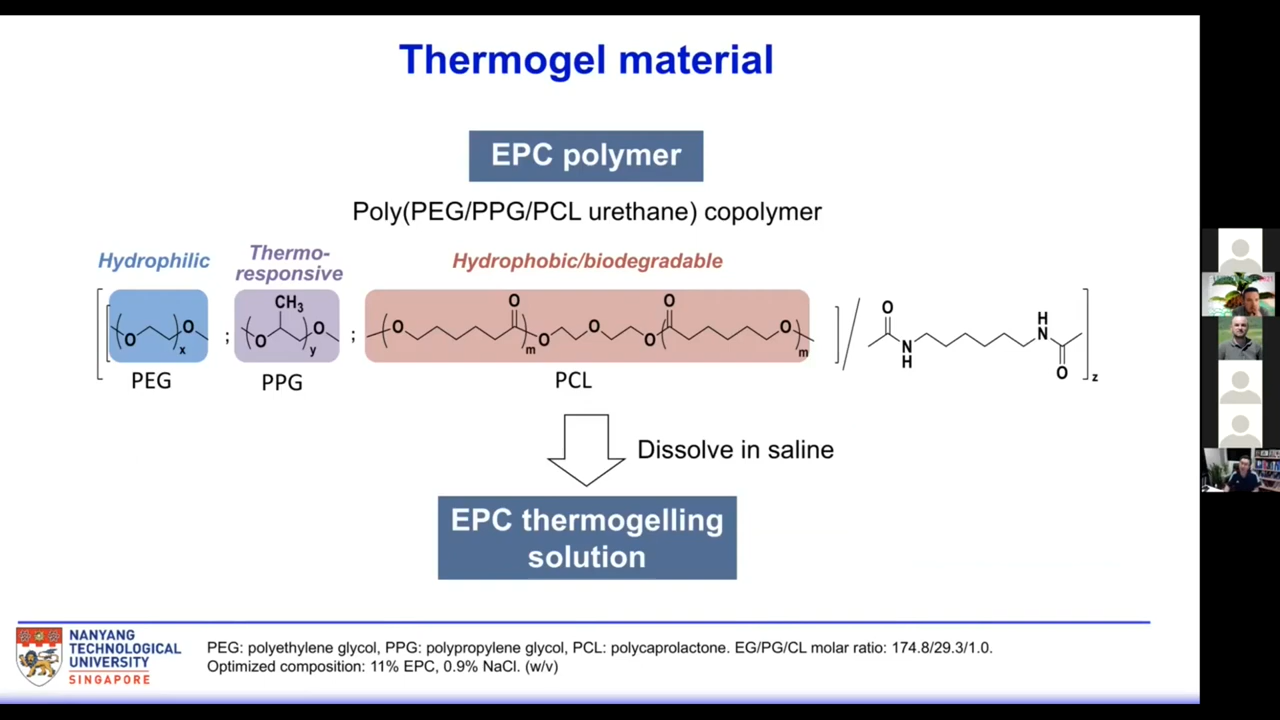 Thermogel material
EPC polymer
Poly(PEG/PPG/PCL urethane) copolymer
Hydrophilic
Thermo-
responsive
Hydrophobic/biodegradable
O O x
;
CH3
O O y
;
O O m O O O O m O
O N H H N O z
PEG
PPG
PCL
Dissolve in saline
EPC thermogelling
solution
NANYANG
TECHNOLOGICAL
UNIVERSITY
SINGAPORE
PEG: polyethylene glycol, PPG: polypropylene glycol, PCL: polycaprolactone. EG/PG/CL molar ratio: 174.8/29.3/1.0.
Optimized composition: 11% EPC, 0.9% NaCl. (w/v)